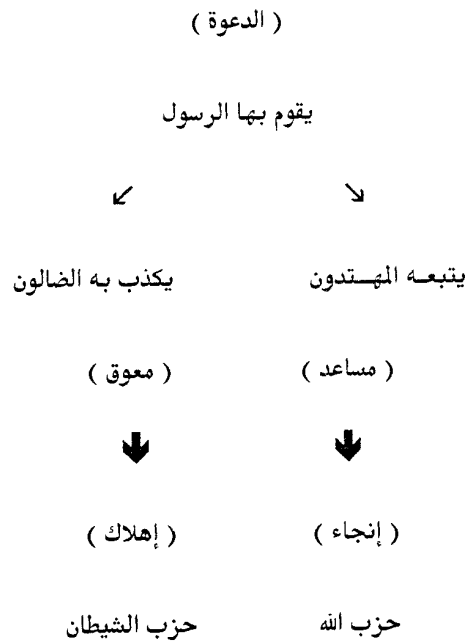 ( الدعوة )
يقوم بها الرسول
يتبعه المهتدون
يكذب به الضالون
( مساعد )
( معوق )
( إنجاء )
( إهلاك )
حزب الله
حزب الشيطان